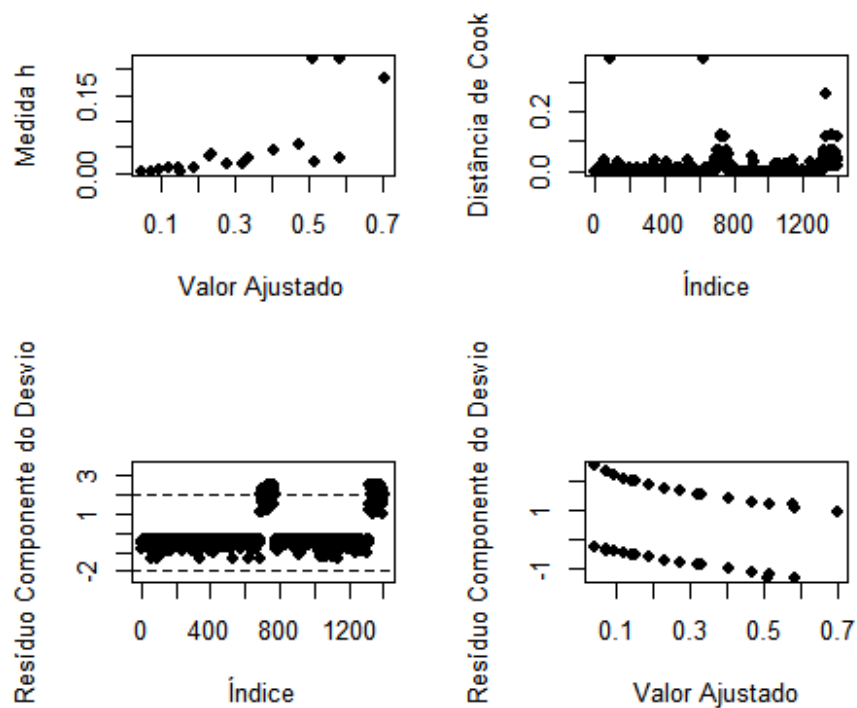 Medida h
0.15
0.00
0.1 0.3 0.5 0.7
Valor Ajustado
Distância de Cook
0.2
0.0
0 400 800 1200
Índice
Resíduo Componente do Desvio
3
1
-2
0 400 800 1200
Índice
Resíduo Componente do Desvio
1
-1
0.1 0.3 0.5 0.7
Valor Ajustado